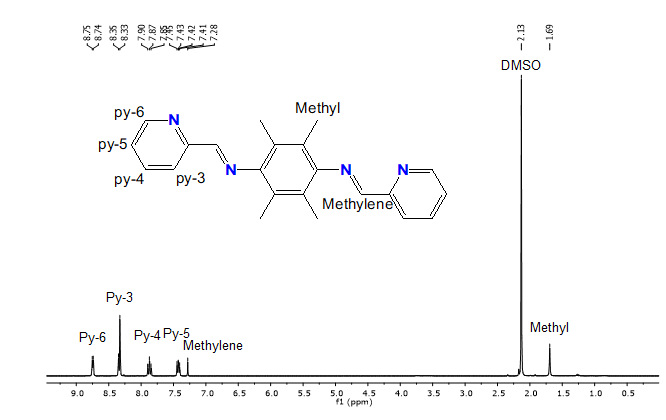 8.75
8.74
8.35
8.33
7.90
7.87
7.85
7.45
7.43
7.42
7.41
7.28
2.13
1.69
DMSO
Methyl
py-6
N
py-5
N
N
py-4
py-3
N
Methylene
Py-3
Py-6
Py-4
Py-5
Methylene
Methyl
9.0 8.5 8.0 7.5 7.0 6.5 6.0 5.5 5.0 4.5 4.0 3.5 3.0 2.5 2.0 1.5 1.0 0.5
f1 (ppm)